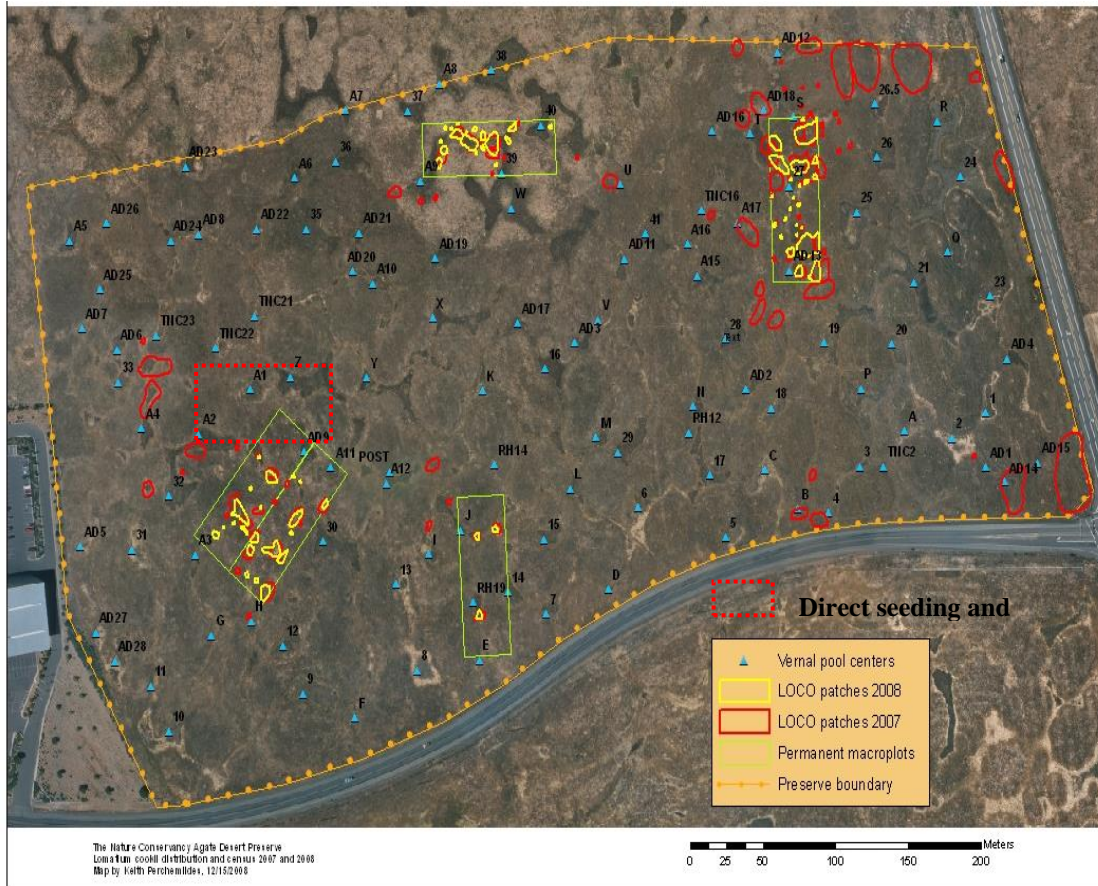 38
AD12
A8
A7
37
26.5
40
AD18
S
R
AD16
T
36
39
26
AD23
A6
A9
27
24
U
W
TNC16
25
A17
AD26
AD24
AD8
AD22
35
AD21
41
A5
A16
Q
AD19
AD11
AD13
AD20
A10
A15
21
AD25
23
TNC21
X
AD17
V
AD7
TNC23
AD3
AD6
TNC22
28
Text
19
20
AD4
33
A1
Z
Y
16
K
AD2
P
N
18
1
A4
A2
A
2
M
RH12
29
AD9
A11
POST
A12
RH14
17
C
3
TNC2
AD1
AD15
AD14
32
L
6
B
4
AD5
31
A3
30
J
I
15
5
13
14
RH19
D
7
H
G
AD27
12
AD28
E
8
11
9
F
10
Direct seeding and
Vernal pool centers
LOCO patches 2008
LOCO patches 2007
Permanent macroplots
Preserve boundary
The Nature Conservancy Agate Desert Preserve
Lomatium cookii distribution and census 2007 and 2008
Map by Keith Perchemlides, 12/15/2008
Meters
0 25 50 100 150 200